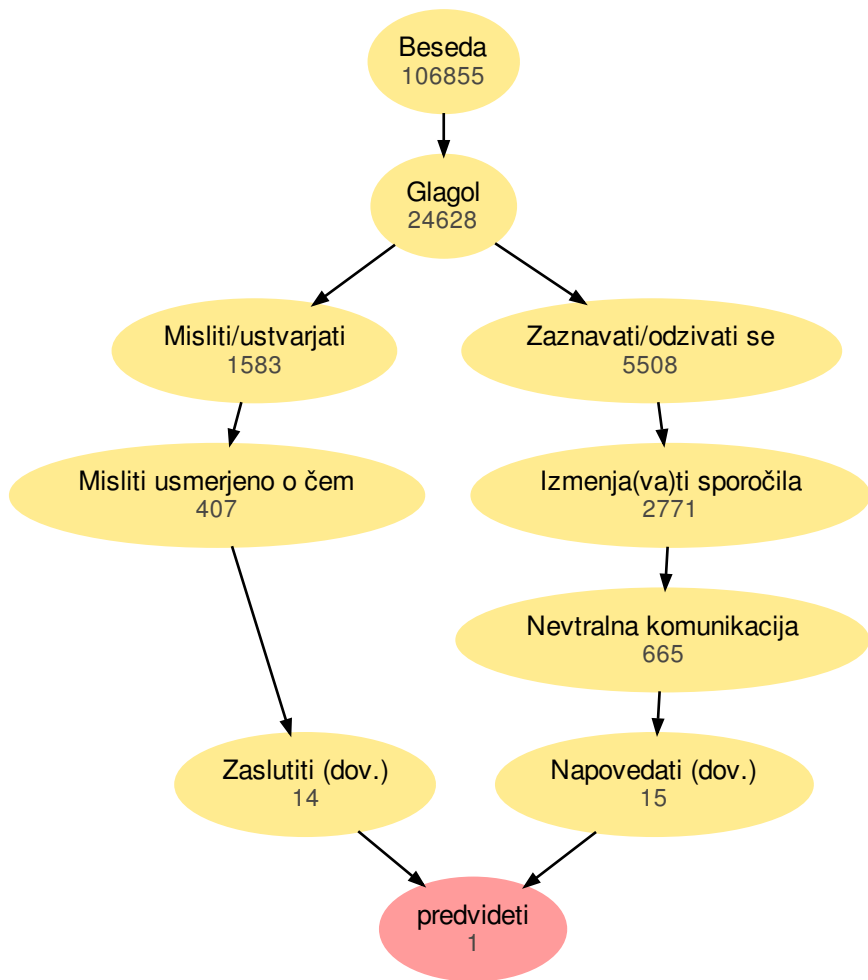 Beseda
106855
Glagol
24628
Misliti/ustvarjati
1583
Zaznavati/odzivati se
5508
Misliti usmerjeno o čem
407
Izmenja(va)ti sporočila
2771
Nevtralna komunikacija
665
Zaslutiti (dov.)
14
Napovedati (dov.)
15
predvideti
1